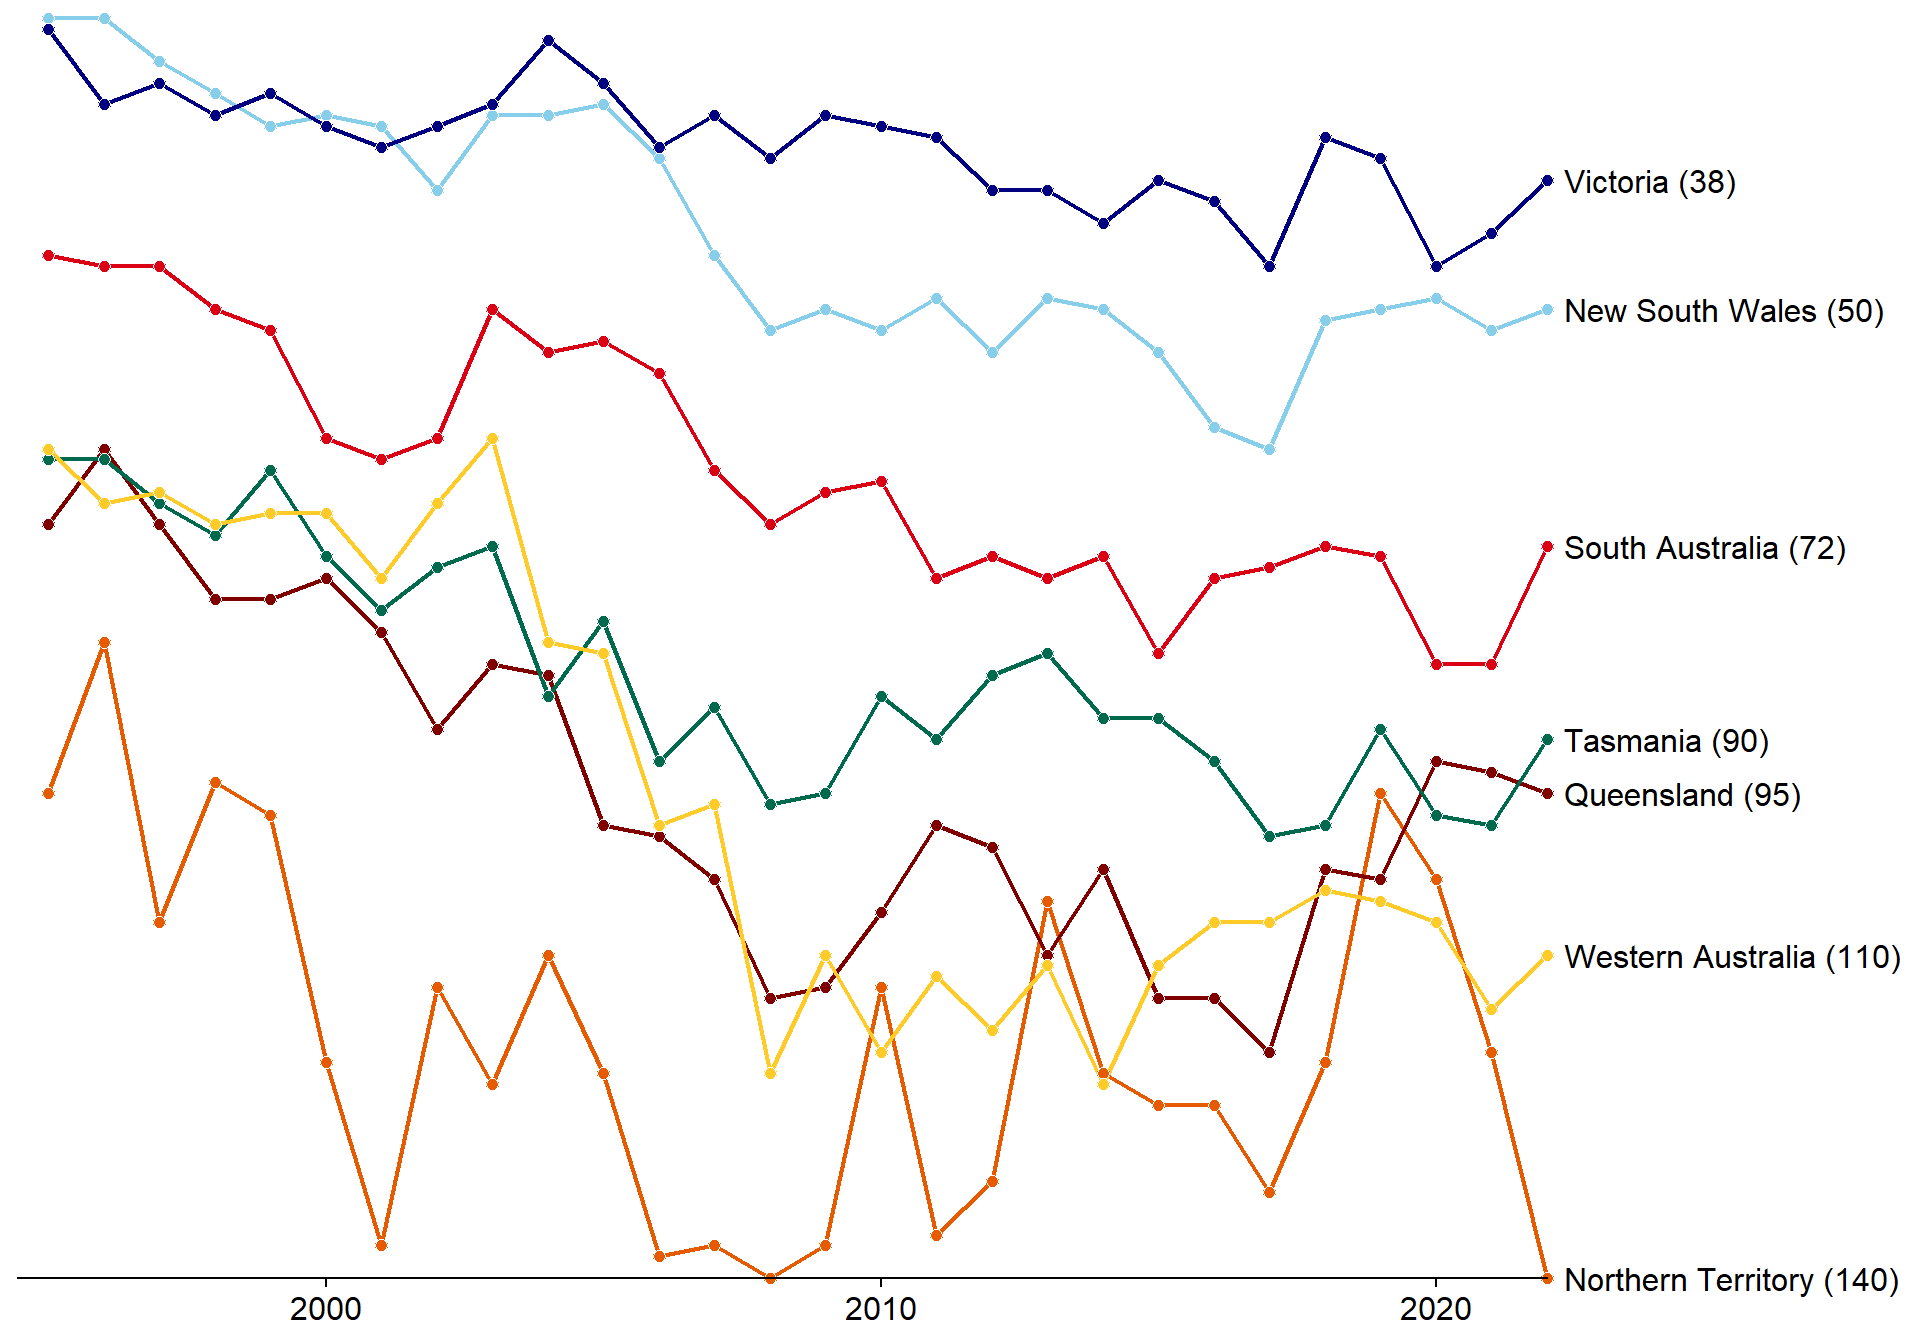 Victoria (38)
New South Wales (50)
South Australia (72)
Tasmania (90)
Queensland (95)
Western Australia (110)
Northern Territory (140)
2000
2010
2020